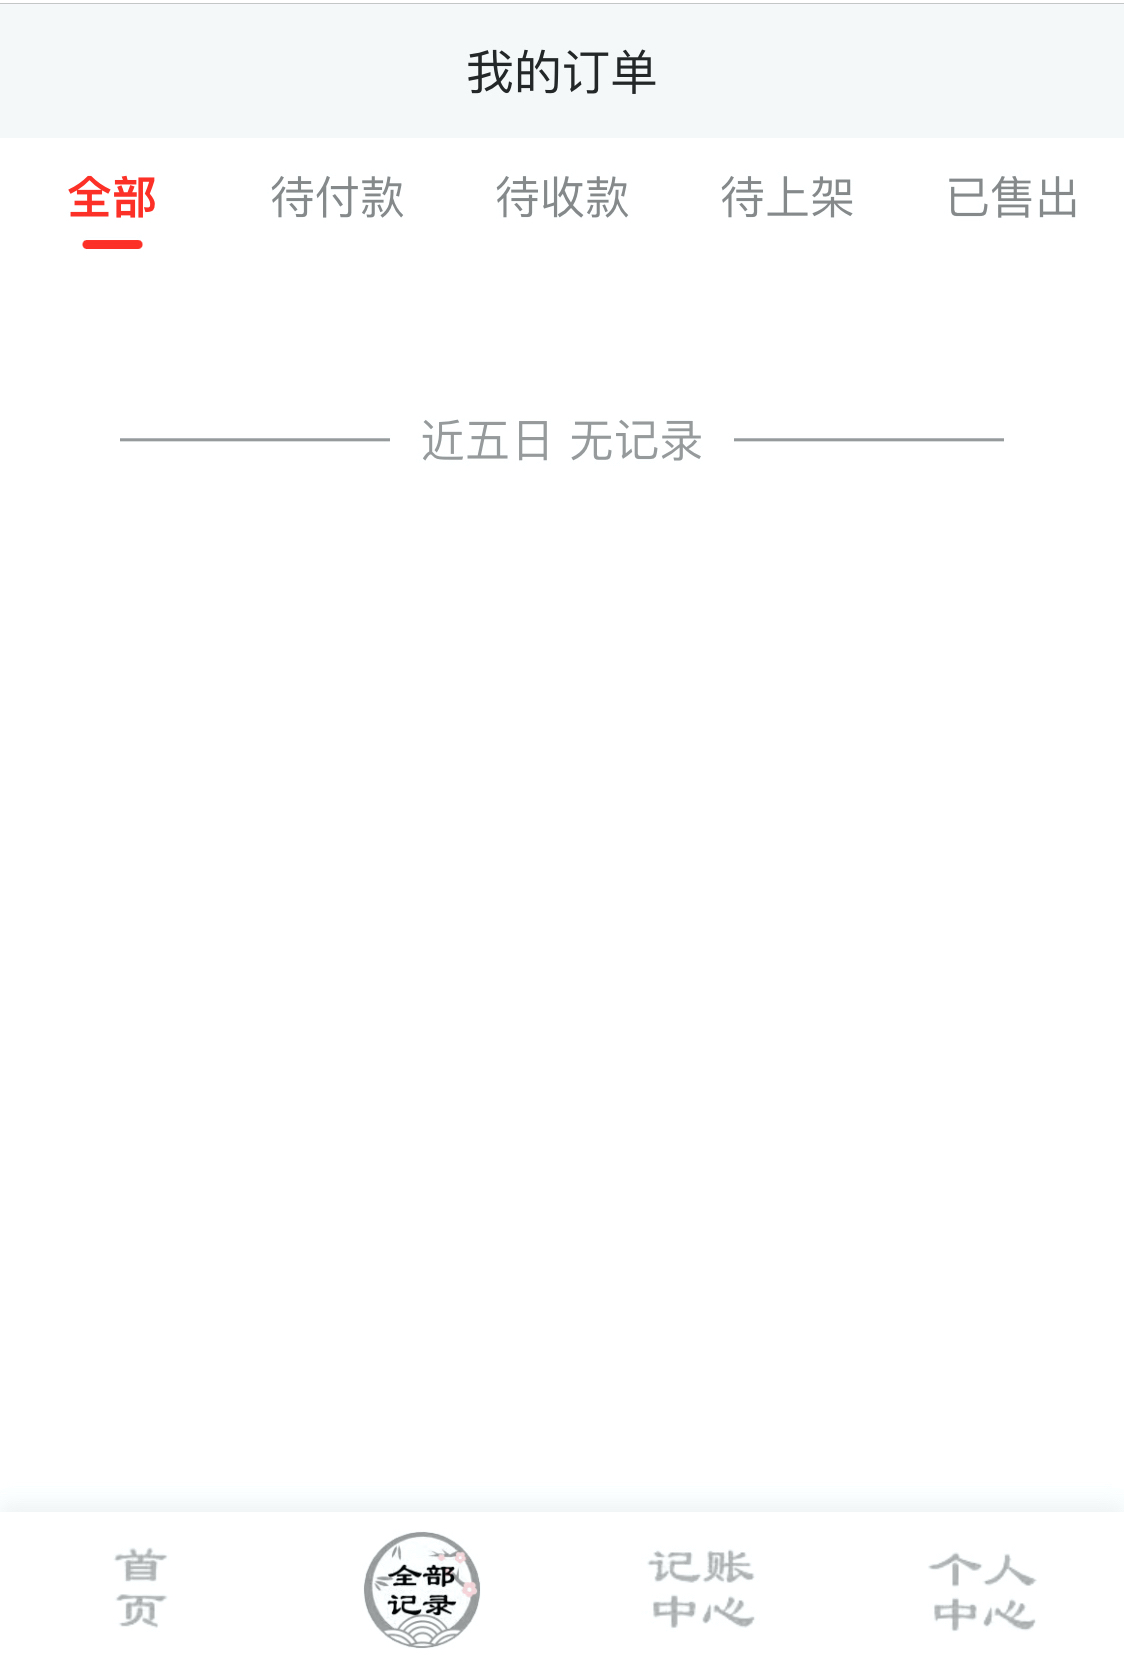 我的订单
全部 待付款 待收款 待上架 已售出
近五日 无记录
首页
全部记录
记账中心
个人中心